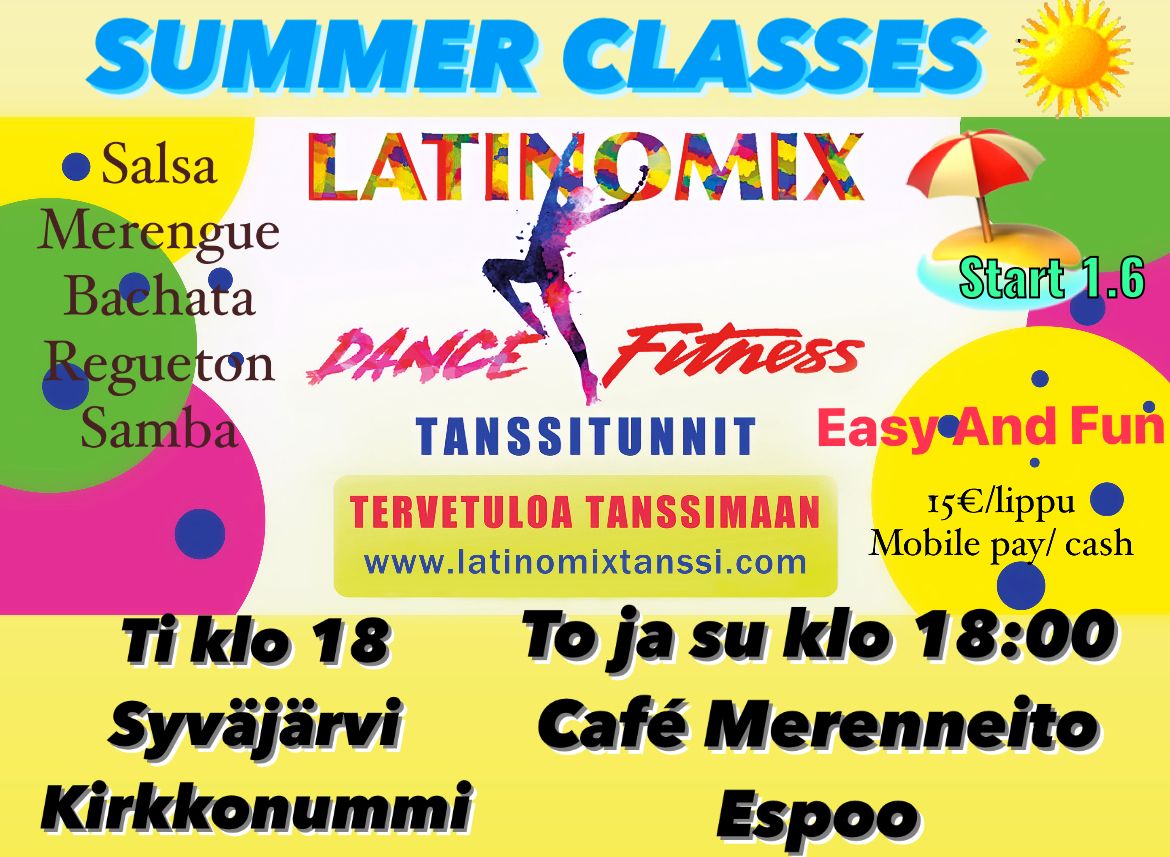 SUMMER CLASSES
Salsa
Merengue
Bachata
Regueton
Samba
LATINOMIX
DANCE Fitness
TANSSITUNNIT
TERVETULOA TANSSIMAAN
www.latinomixtanssi.com
Start 1.6
Easy And Fun
15€/lippu
Mobile pay/ cash
Ti klo 18
Syväjärvi
Kirkkonummi
To ja su klo 18:00
Café Merenneito
Espoo